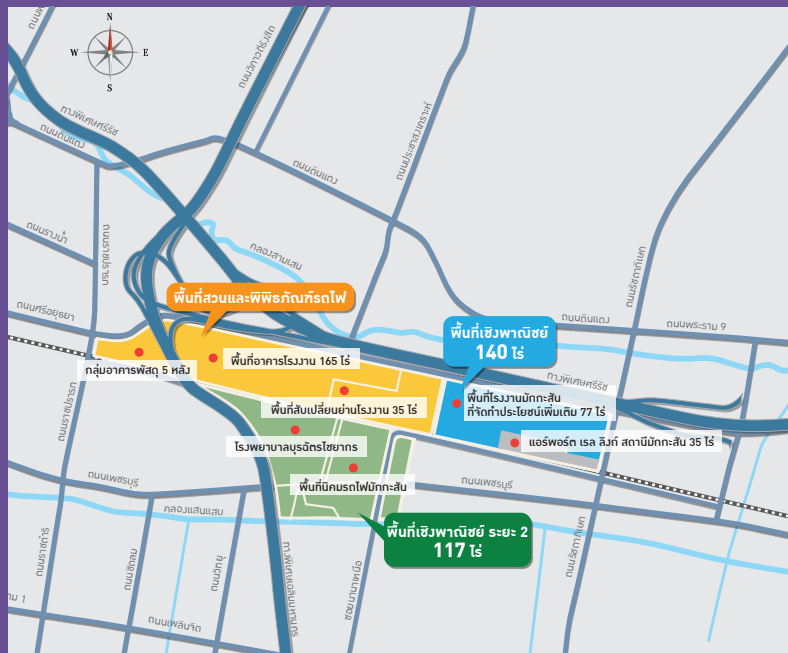 N
W
E
S
ถนนวิภาวดีรังสิต
ทางพิเศษศรีรัช
ถนนดินแดง
ถนนดินแดง
ถนนประชาสงเคราะห์
ถนนรางน้ำ
ถนนราชปรารภ
คลองสามเสน
ถนนรัชดาภิเษก
พื้นที่สวนและพิพิธภัณฑ์รถไฟ
ถนนศรีอยุธยา
ถนนดินแดง
ถนนพระราม 9
พื้นที่เชิงพาณิชย์
140 ไร่
พื้นที่อาคารโรงงาน 165 ไร่
กลุ่มอาคารพัสดุ 5 หลัง
ทางพิเศษศรีรัช
พื้นที่โรงงานมักกะสัน
ที่จัดทำประโยชน์เพิ่มเติม 77 ไร่
พื้นที่สับเปลี่ยนย่านโรงงาน 35 ไร่
ถนนราชปรารภ
แอร์พอร์ต เรล ลิงก์ สถานีมักกะสัน 35 ไร่
โรงพยาบาลบุรฉัตรไชยากร
พื้นที่นิคมรถไฟมักกะสัน
ถนนเพชรบุรี
ถนนเพชรบุรี
คลองแสนแสบ
พื้นที่เชิงพาณิชย์ ระยะ 2
117 ไร่
ถนนราชดำริ
ถนนชิดลม
ถนนวิทยุ
ทางพิเศษเฉลิมมหานคร
ซอยนานาเหนือ
ถนนรัชดาภิเษก
ถนนเพลินจิต